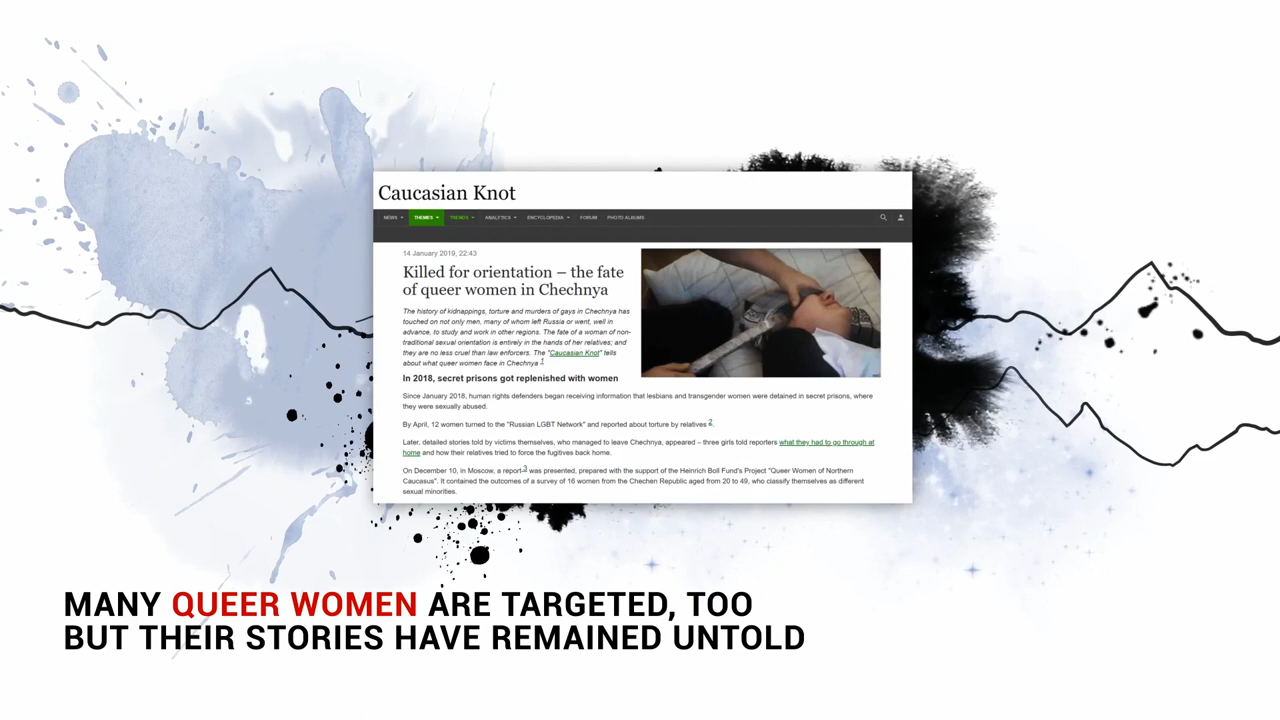 Caucasian Knot
NEWS THEMES TRENDS ANALYTICS ENCYCLOPEDIA FORUM PHOTO ALBUMS
14 January 2019, 22:43
Killed for orientation – the fate
of queer women in Chechnya
The history of kidnappings, torture and murders of gays in Chechnya has
touched on not only men, many of whom left Russia or went, well in
advance, to study and work in other regions. The fate of a woman of non-
traditional sexual orientation is entirely in the hands of her relatives; and
they are no less cruel than law enforcers. The "Caucasian Knot" tells
about what queer women face in Chechnya 1
In 2018, secret prisons got replenished with women
Since January 2018, human rights defenders began receiving information that lesbians and transgender women were detained in secret prisons, where
they were sexually abused.
By April, 12 women turned to the "Russian LGBT Network" and reported about torture by relatives 2.
Later, detailed stories told by victims themselves, who managed to leave Chechnya, appeared – three girls told reporters what they had to go through at
home and how their relatives tried to force the fugitives back home.
On December 10, in Moscow, a report3 was presented, prepared with the support of the Heinrich Boll Fund's Project "Queer Women of Northern
Caucasus". It contained the outcomes of a survey of 16 women from the Chechen Republic aged from 20 to 49, who classify themselves as different
sexual minorities.
MANY QUEER WOMEN ARE TARGETED, TOO
BUT THEIR STORIES HAVE REMAINED UNTOLD